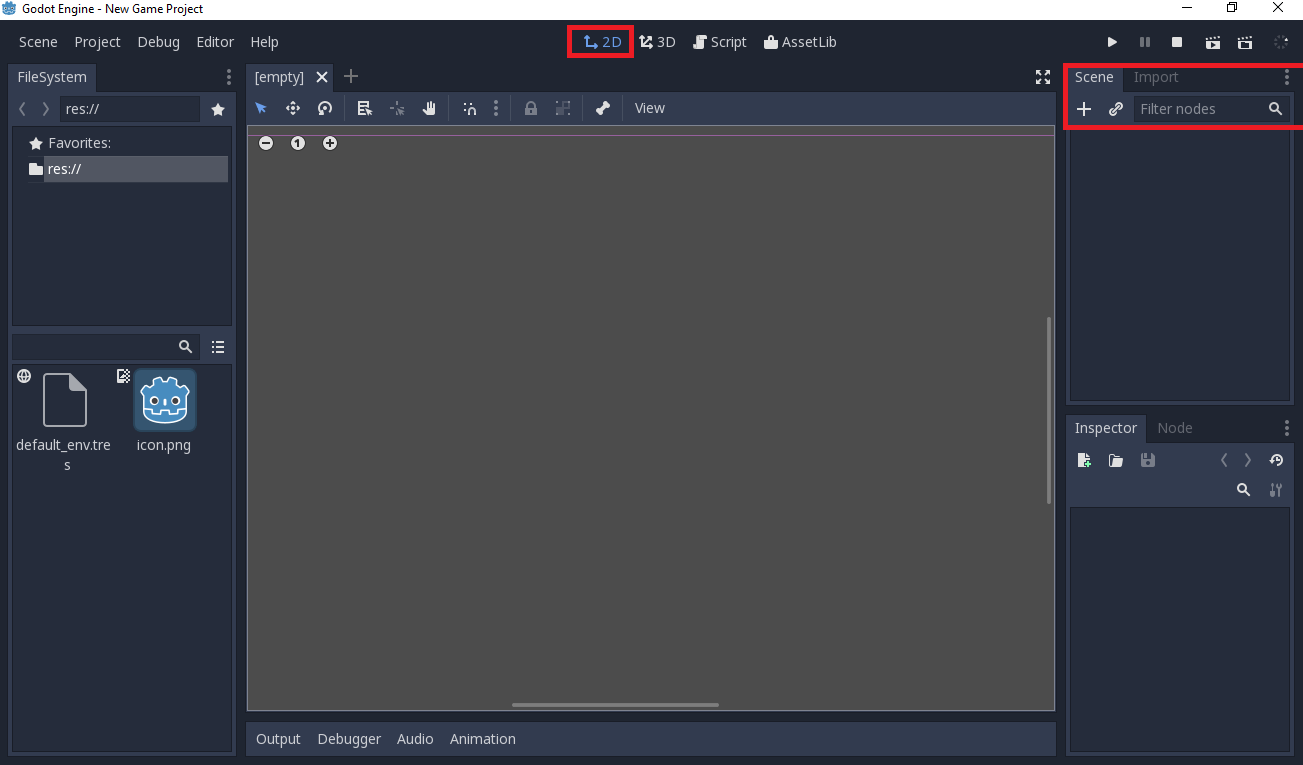 Godot Engine - New Game Project
Scene Project Debug Editor Help
2D 3D Script AssetLib
FileSystem
res://
Favorites:
res://
default_env.tre
s
icon.png
[empty]
View
1
Output Debugger Audio Animation
Scene Import
Filter nodes
Inspector Node